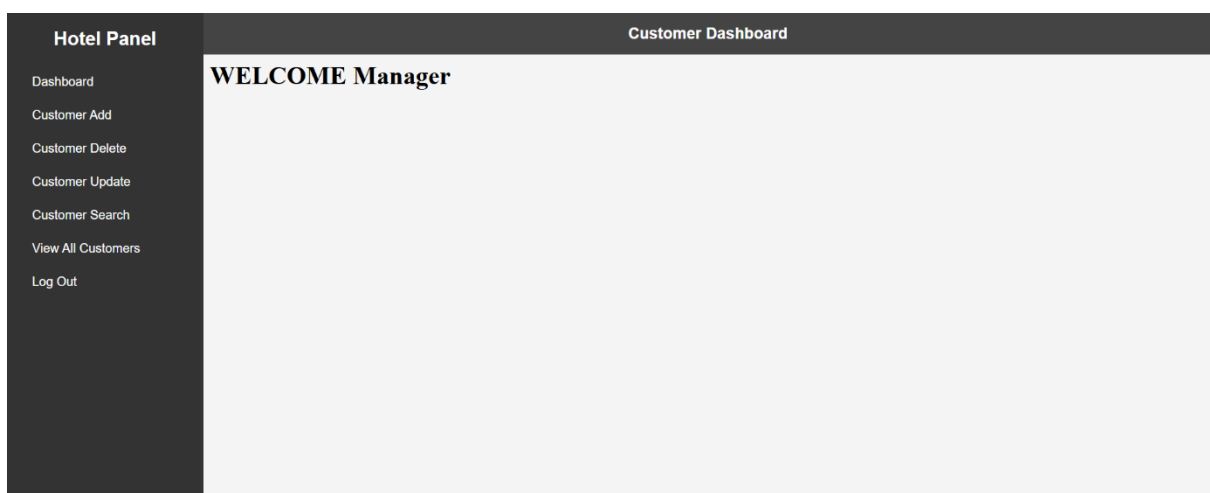 Hotel Panel
Dashboard
Customer Add
Customer Delete
Customer Update
Customer Search
View All Customers
Log Out
Customer Dashboard
WELCOME Manager